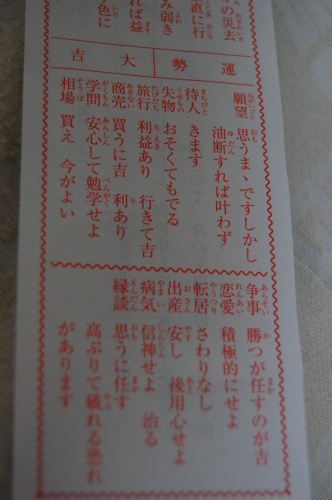 の災去
直に行
み弱き
れば益
色に
運勢 大吉
願望 思うまゝですしかし
油断すれば叶わず
待人 きます
失物 おそくてもでる
旅行 利益あり 行きて吉
商売 買うに吉 利あり
学問 安心して勉学せよ
相場 買え 今がよい
争事 勝つが任すのが吉
恋愛 積極的にせよ
転居 さわりなし
出産 安し 後用心せよ
病気 信神せよ 治る
縁談 思うに任す
高ぶりて破れる恐れ
があります